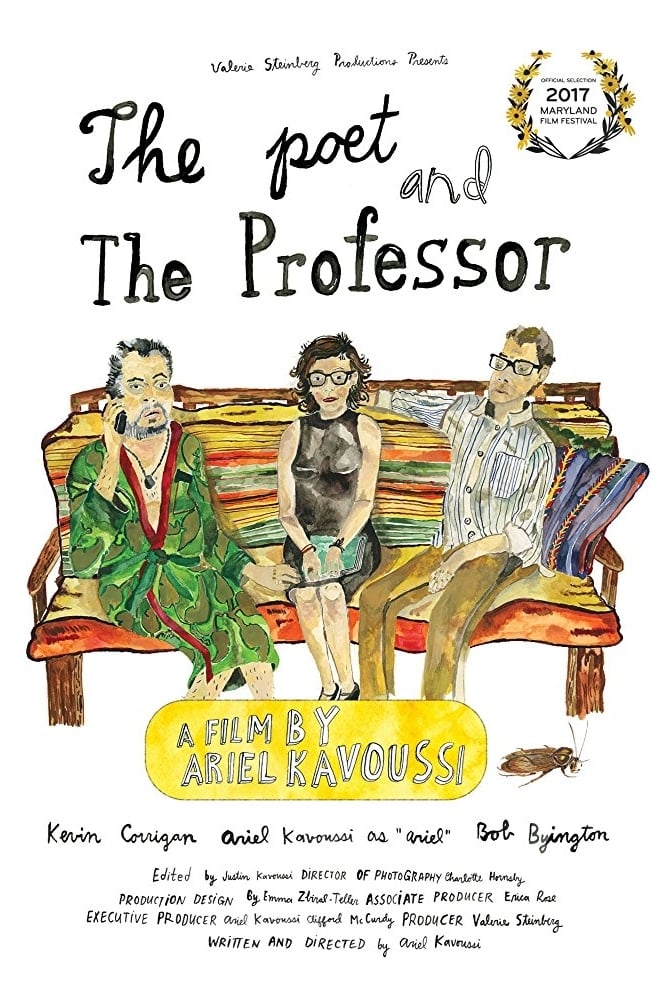 Valerie Steinberg Productions Presents
OFFICIAL SELECTION
2017
MARYLAND
FILM FESTIVAL
The poet
and
The Professor
A FILM BY
ARIEL KAVOUSSI
Kevin Corrigan ariel Kavoussi as "ariel" Bob Byington
Edited by Justin Kavoussi DIRECTOR OF PHOTOGRAPHY Charlotte Hornsby
PRODUCTION DESIGN By Emma Zbiral-Teller ASSOCIATE PRODUCER Erica Rose
EXECUTIVE PRODUCER ariel Kavoussi Clifford McCurdy PRODUCER Valerie Steinberg
WRITTEN AND DIRECTED by ariel Kavoussi